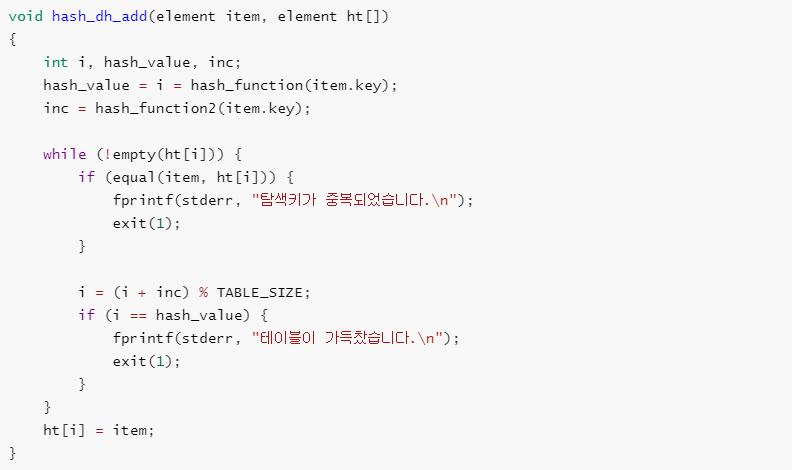 void hash_dh_add(element item, element ht[])
{
    int i, hash_value, inc;
    hash_value = i = hash_function(item.key);
    inc = hash_function2(item.key);

    while (!empty(ht[i])) {
        if (equal(item, ht[i])) {
            fprintf(stderr, "탐색키가 중복되었습니다.\n");
            exit(1);
        }

        i = (i + inc) % TABLE_SIZE;
        if (i == hash_value) {
            fprintf(stderr, "테이블이 가득찼습니다.\n");
            exit(1);
        }
    }
    ht[i] = item;
}